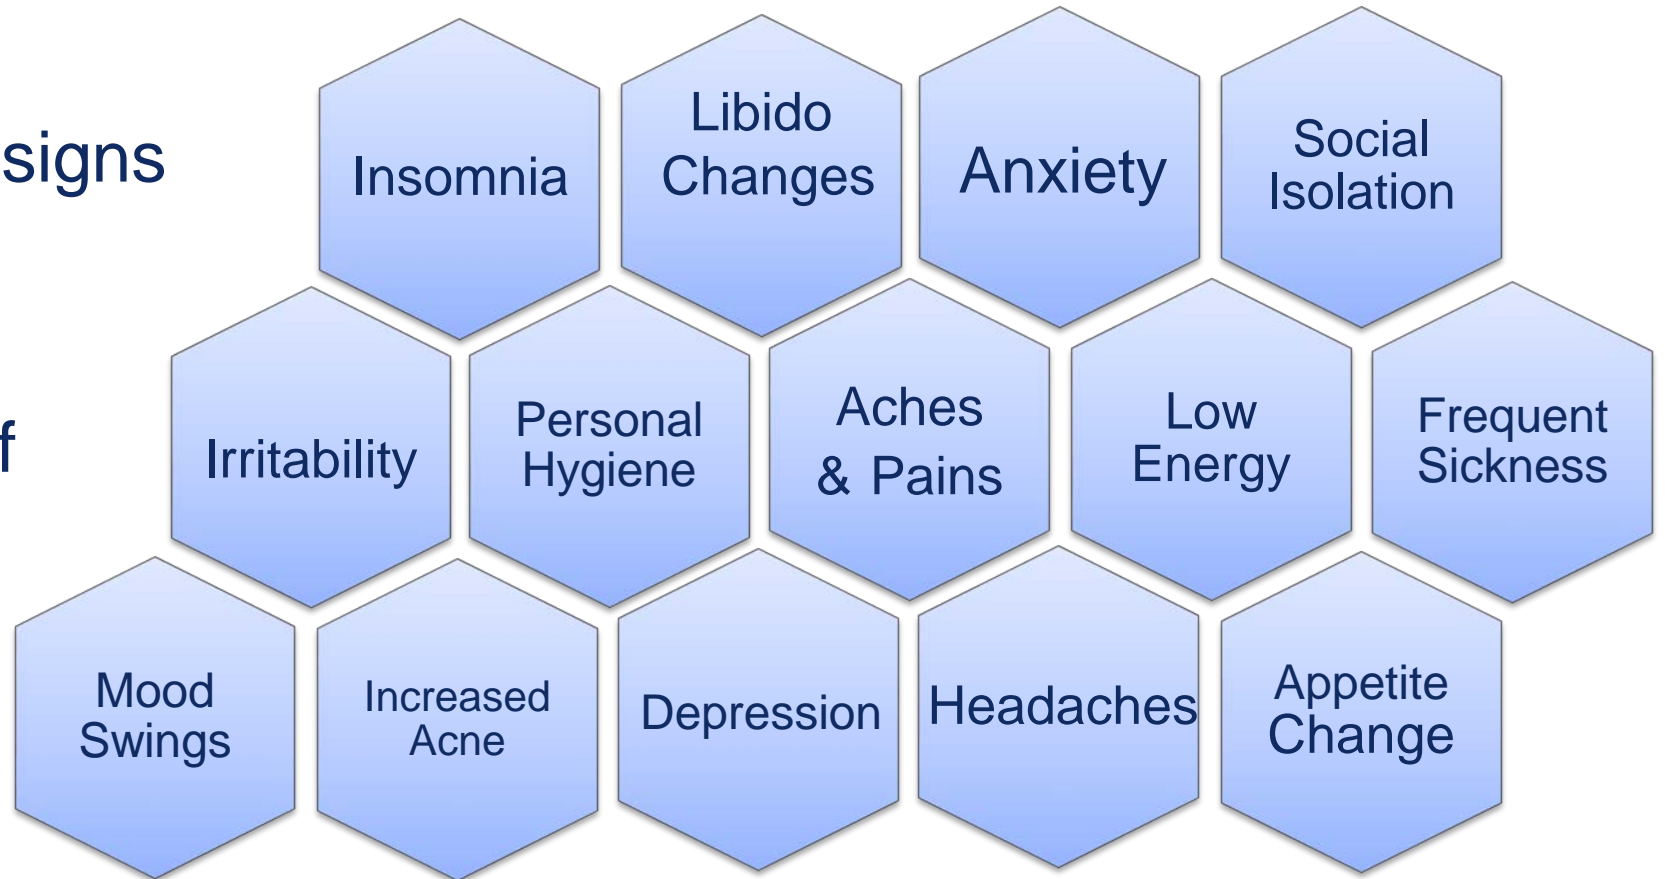 signs
Insomnia
Libido
Changes
Anxiety
Social
Isolation
f
Irritability
Personal
Hygiene
Aches
& Pains
Low
Energy
Frequent
Sickness
Mood
Swings
Increased
Acne
Depression
Headaches
Appetite
Change